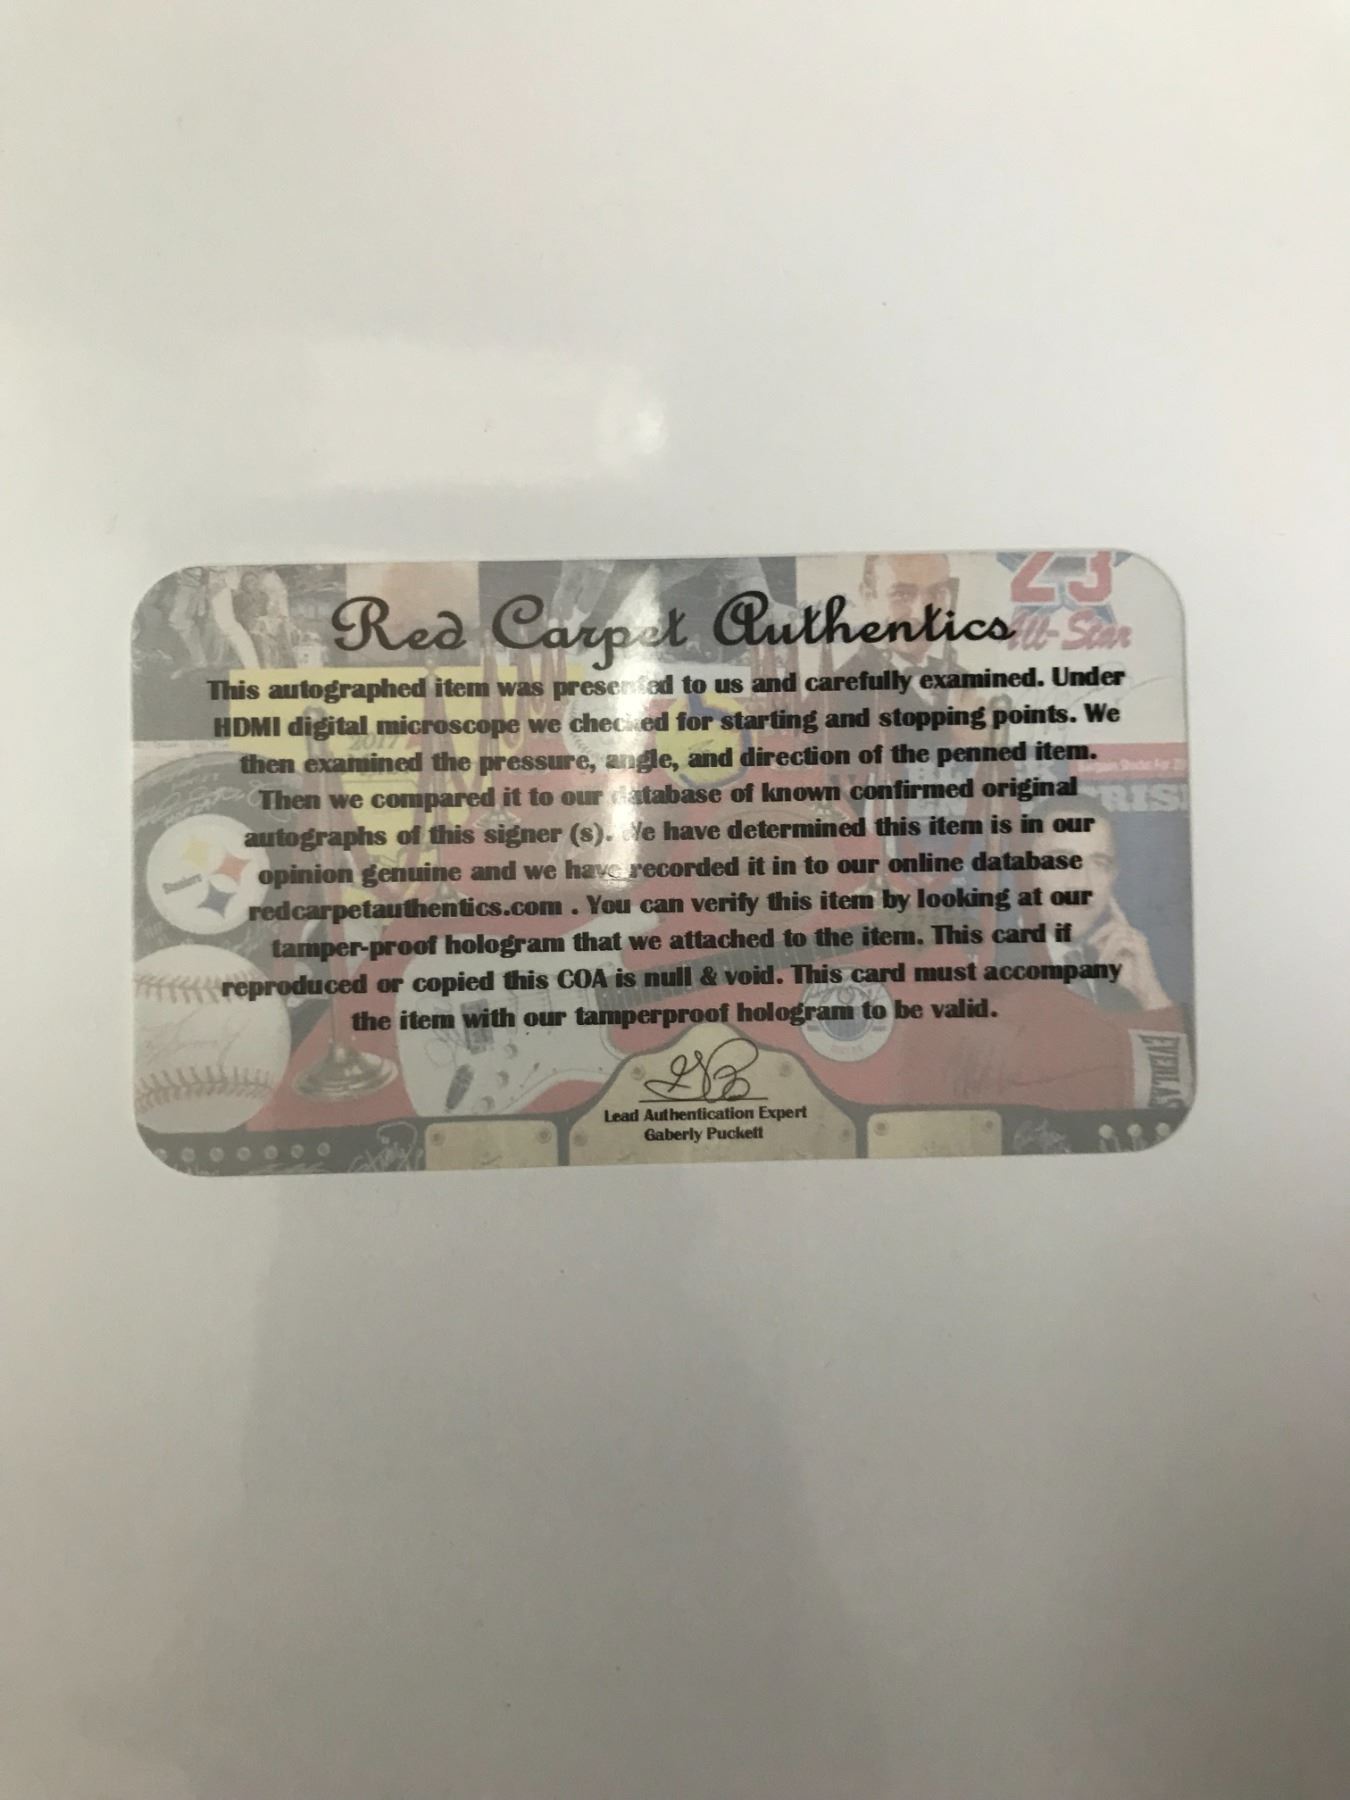 Red Carpet Authentics
This autographed item was presented to us and carefully examined. Under
HDMI digital microscope we checked for starting and stopping points. We
then examined the pressure, angle, and direction of the penned item.
Then we compared it to our database of known confirmed original
autographs of this signer (s). We have determined this item is in our
opinion genuine and we have recorded it in to our online database
redcarpetauthentics.com . You can verify this item by looking at our
tamper-proof hologram that we attached to the item. This card if
reproduced or copied this COA is null & void. This card must accompany
the item with our tamperproof hologram to be valid.
Lead Authentication Expert
Gaberly Puckett
23
All-Star
2017
Steelers